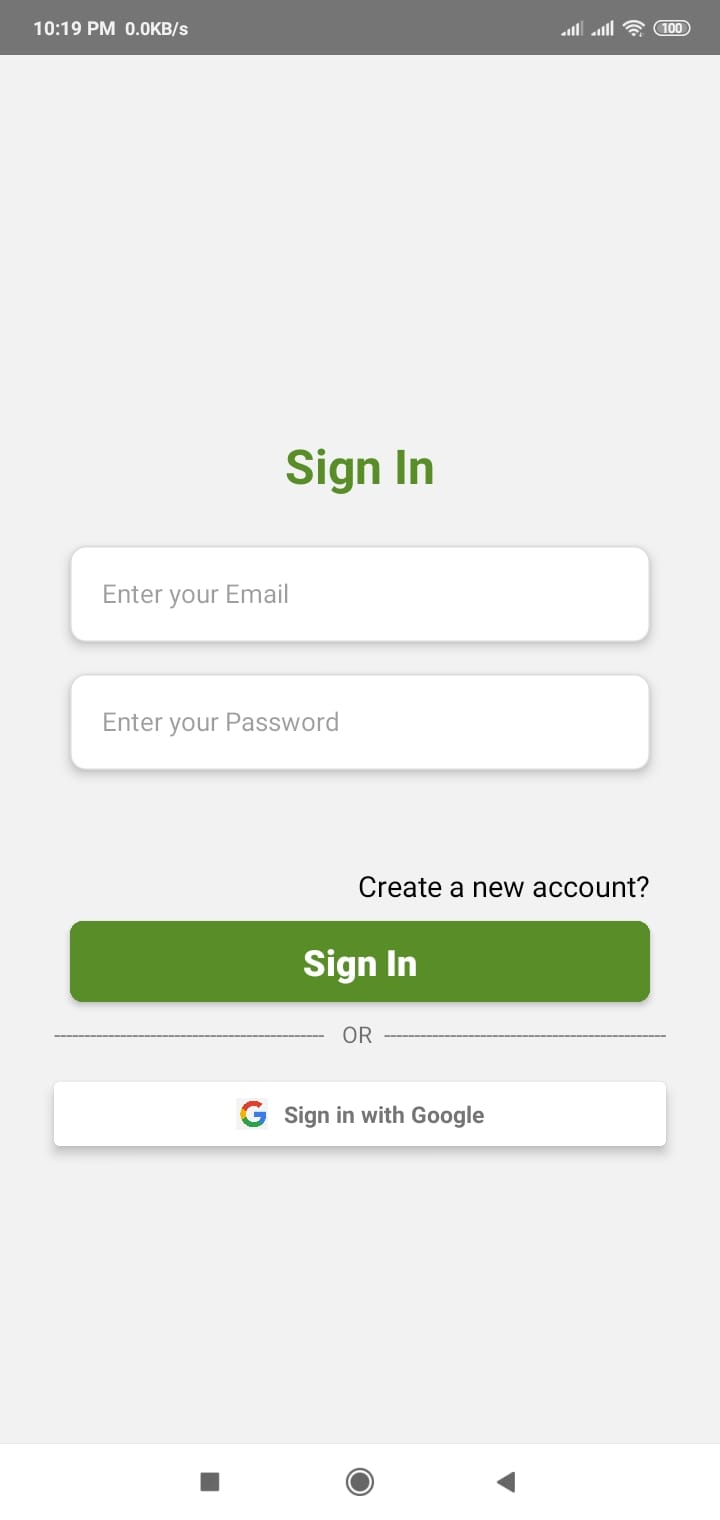 10:19 PM 0.0KB/s 100
Sign In
Enter your Email
Enter your Password
Create a new account?
Sign In
OR
Sign in with Google